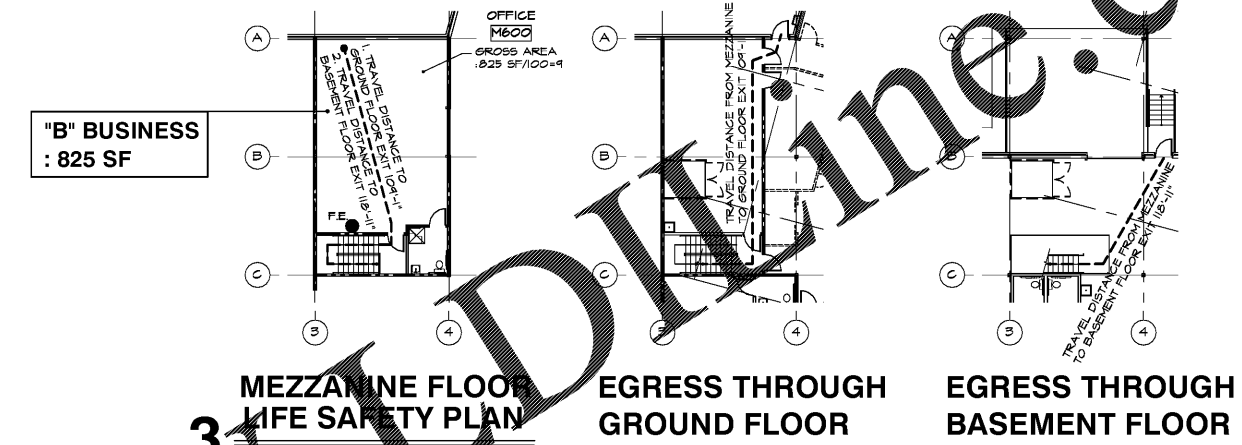 OFFICE
M600
GROSS AREA
:825 SF/100=9
"B" BUSINESS
: 825 SF
A
B
C
3
4
1. TRAVEL DISTANCE TO
GROUND FLOOR EXIT 109'-1"
2. TRAVEL DISTANCE TO
BASEMENT FLOOR EXIT 118'-11"
F.E.
MEZZANINE FLOOR
LIFE SAFETY PLAN
3
A
B
C
3
4
TRAVEL DISTANCE FROM MEZZANINE
TO GROUND FLOOR EXIT 109'-1"
EGRESS THROUGH
GROUND FLOOR
A
B
C
3
4
TRAVEL DISTANCE FROM MEZZANINE
TO BASEMENT FLOOR EXIT 118'-11"
EGRESS THROUGH
BASEMENT FLOOR
LDILine.c